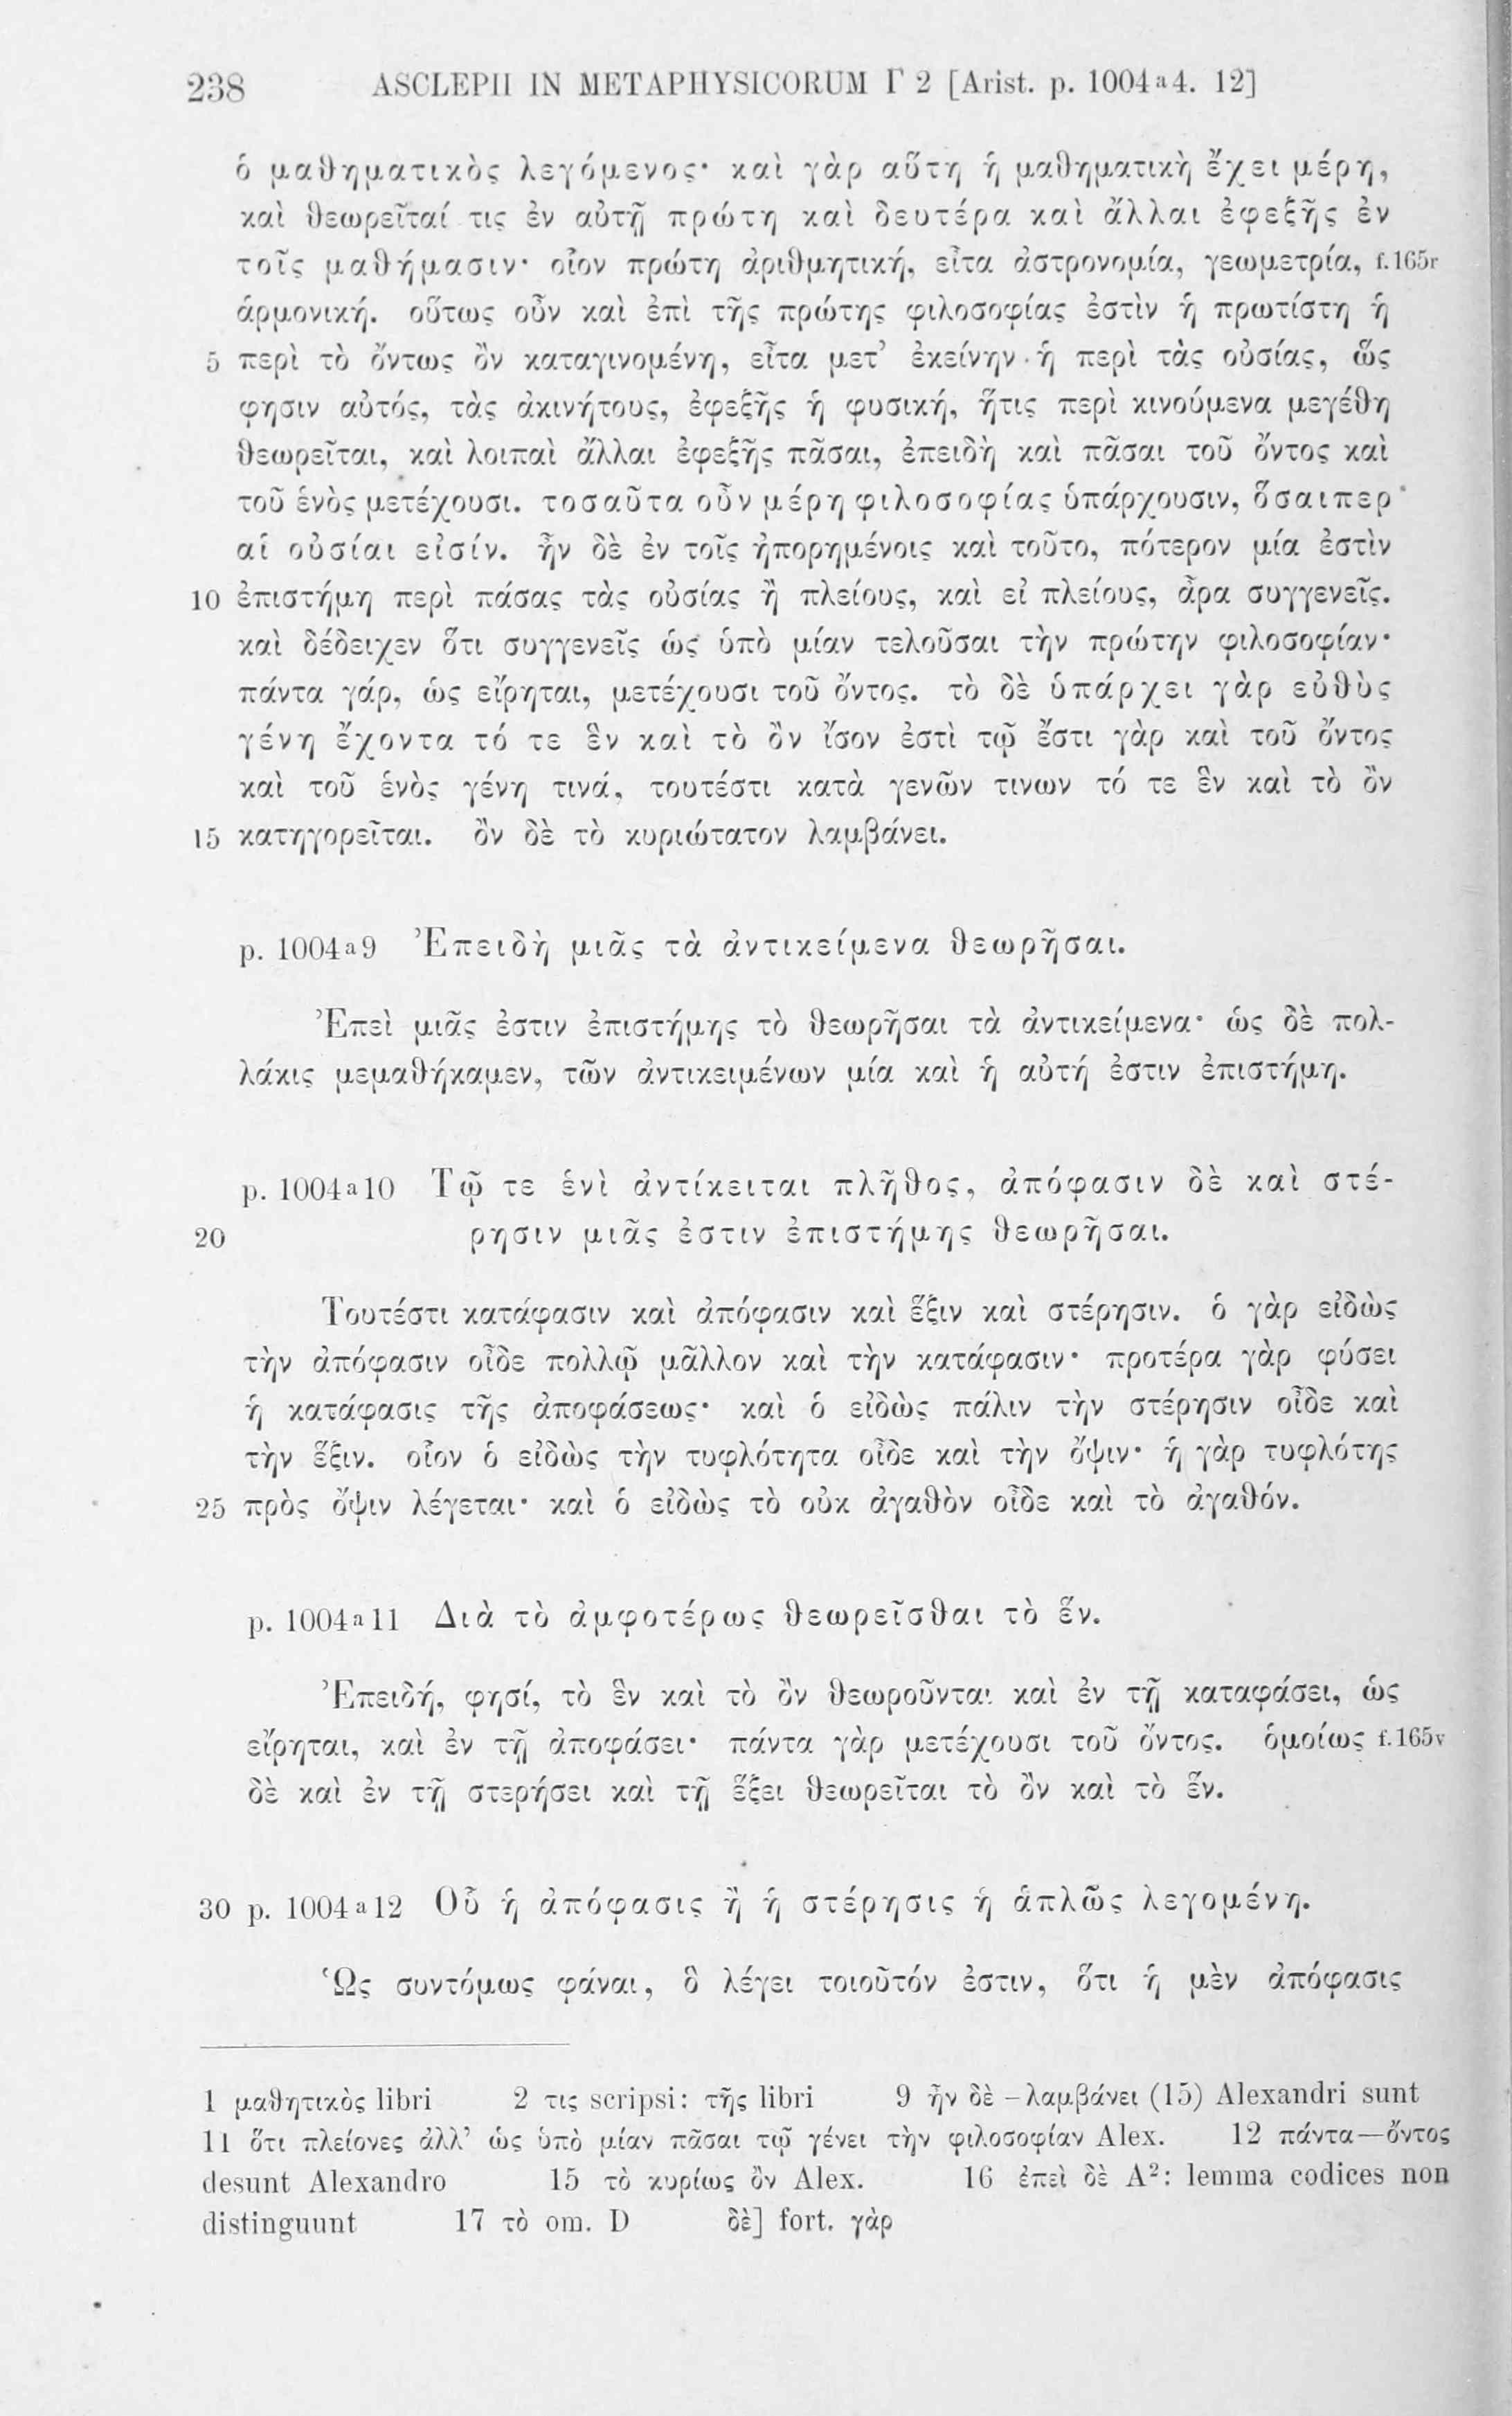 238 ASCLEPII IN METAPHYSICORUM Γ 2 [Arist. p. 1004 a 4. 12]
ὁ μαθηματικὸς λεγόμενος· καὶ γὰρ αὕτη ἡ μαθηματικὴ ἔχει μέρη,
καὶ θεωρεῖταί τις ἐν αὐτῇ πρώτη καὶ δευτέρα καὶ ἄλλαι ἐφεξῆς ἐν
τοῖς μαθήμασιν· οἷον πρώτη ἀριθμητική, εἶτα ἀστρονομία, γεωμετρία, f. 165r
ἁρμονική. οὕτως οὖν καὶ ἐπὶ τῆς πρώτης φιλοσοφίας ἐστὶν ἡ πρωτίστη ἡ
5 περὶ τὸ ὄντως ὂν καταγινομένη, εἶτα μετ’ ἐκείνην ἡ περὶ τὰς οὐσίας, ὥς
φησιν αὐτός, τὰς ἀκινήτους, ἐφεξῆς ἡ φυσική, ἥτις περὶ κινούμενα μεγέθη
θεωρεῖται, καὶ λοιπαὶ ἄλλαι ἐφεξῆς πᾶσαι, ἐπειδὴ καὶ πᾶσαι τοῦ ὄντος καὶ
τοῦ ἑνὸς μετέχουσι. τοσαῦτα οὖν μέρη φιλοσοφίας ὑπάρχουσιν, ὅσαιπερ
αἱ οὐσίαι εἰσίν. ἦν δὲ ἐν τοῖς ἠπορημένοις καὶ τοῦτο, πότερον μία ἐστὶν
10 ἐπιστήμη περὶ πάσας τὰς οὐσίας ἢ πλείους, καὶ εἰ πλείους, ἆρα συγγενεῖς.
καὶ δέδειχεν ὅτι συγγενεῖς ὡς ὑπὸ μίαν τελοῦσαι τὴν πρώτην φιλοσοφίαν·
πάντα γάρ, ὡς εἴρηται, μετέχουσι τοῦ ὄντος. τὸ δὲ ὑπάρχει γὰρ εὐθὺς
γένη ἔχοντα τό τε ἓν καὶ τὸ ὂν ἴσον ἐστὶ τῷ ἔστι γὰρ καὶ τοῦ ὄντος
καὶ τοῦ ἑνὸς γένη τινά, τουτέστι κατὰ γενῶν τινων τό τε ἓν καὶ τὸ ὂν
15 κατηγορεῖται. ὂν δὲ τὸ κυριώτατον λαμβάνει.
p. 1004 a 9 Ἐπειδὴ μιᾶς τὰ ἀντικείμενα θεωρῆσαι.
Ἐπεὶ μιᾶς ἐστιν ἐπιστήμης τὸ θεωρῆσαι τὰ ἀντικείμενα· ὡς δὲ πολ-
λάκις μεμαθήκαμεν, τῶν ἀντικειμένων μία καὶ ἡ αὐτή ἐστιν ἐπιστήμη.
p. 1004 a 10 Τῷ τε ἑνὶ ἀντίκειται πλῆθος, ἀπόφασιν δὲ καὶ στέ-
20 ρησιν μιᾶς ἐστιν ἐπιστήμης θεωρῆσαι.
Τουτέστι κατάφασιν καὶ ἀπόφασιν καὶ ἕξιν καὶ στέρησιν. ὁ γὰρ εἰδὼς
τὴν ἀπόφασιν οἶδε πολλῷ μᾶλλον καὶ τὴν κατάφασιν· προτέρα γὰρ φύσει
ἡ κατάφασις τῆς ἀποφάσεως· καὶ ὁ εἰδὼς πάλιν τὴν στέρησιν οἶδε καὶ
τὴν ἕξιν. οἷον ὁ εἰδὼς τὴν τυφλότητα οἶδε καὶ τὴν ὄψιν· ἡ γὰρ τυφλότης
25 πρὸς ὄψιν λέγεται· καὶ ὁ εἰδὼς τὸ οὐκ ἀγαθὸν οἶδε καὶ τὸ ἀγαθόν.
p. 1004 a 11 Διὰ τὸ ἀμφοτέρως θεωρεῖσθαι τὸ ἕν.
Ἐπειδή, φησί, τὸ ἓν καὶ τὸ ὂν θεωροῦνται καὶ ἐν τῇ καταφάσει, ὡς
εἴρηται, καὶ ἐν τῇ ἀποφάσει· πάντα γὰρ μετέχουσι τοῦ ὄντος. ὁμοίως f. 165v
δὲ καὶ ἐν τῇ στερήσει καὶ τῇ ἕξει θεωρεῖται τὸ ὂν καὶ τὸ ἕν.
30 p. 1004 a 12 Οὗ ἡ ἀπόφασις ἢ ἡ στέρησις ἡ ἁπλῶς λεγομένη.
Ὡς συντόμως φάναι, ὃ λέγει τοιοῦτόν ἐστιν, ὅτι ἡ μὲν ἀπόφασις
1 μαθητικὸς libri 2 τις scripsi: τῆς libri 9 ἦν δὲ – λαμβάνει (15) Alexandri sunt
11 ὅτι πλείονες ἀλλ’ ὡς ὑπὸ μίαν πᾶσαι τῷ γένει τὴν φιλοσοφίαν Alex. 12 πάντα—ὄντος
desunt Alexandro 15 τὸ κυρίως ὂν Alex. 16 ἐπεὶ δὲ A²: lemma codices non
distinguunt 17 τὸ om. D δὲ] fort. γὰρ